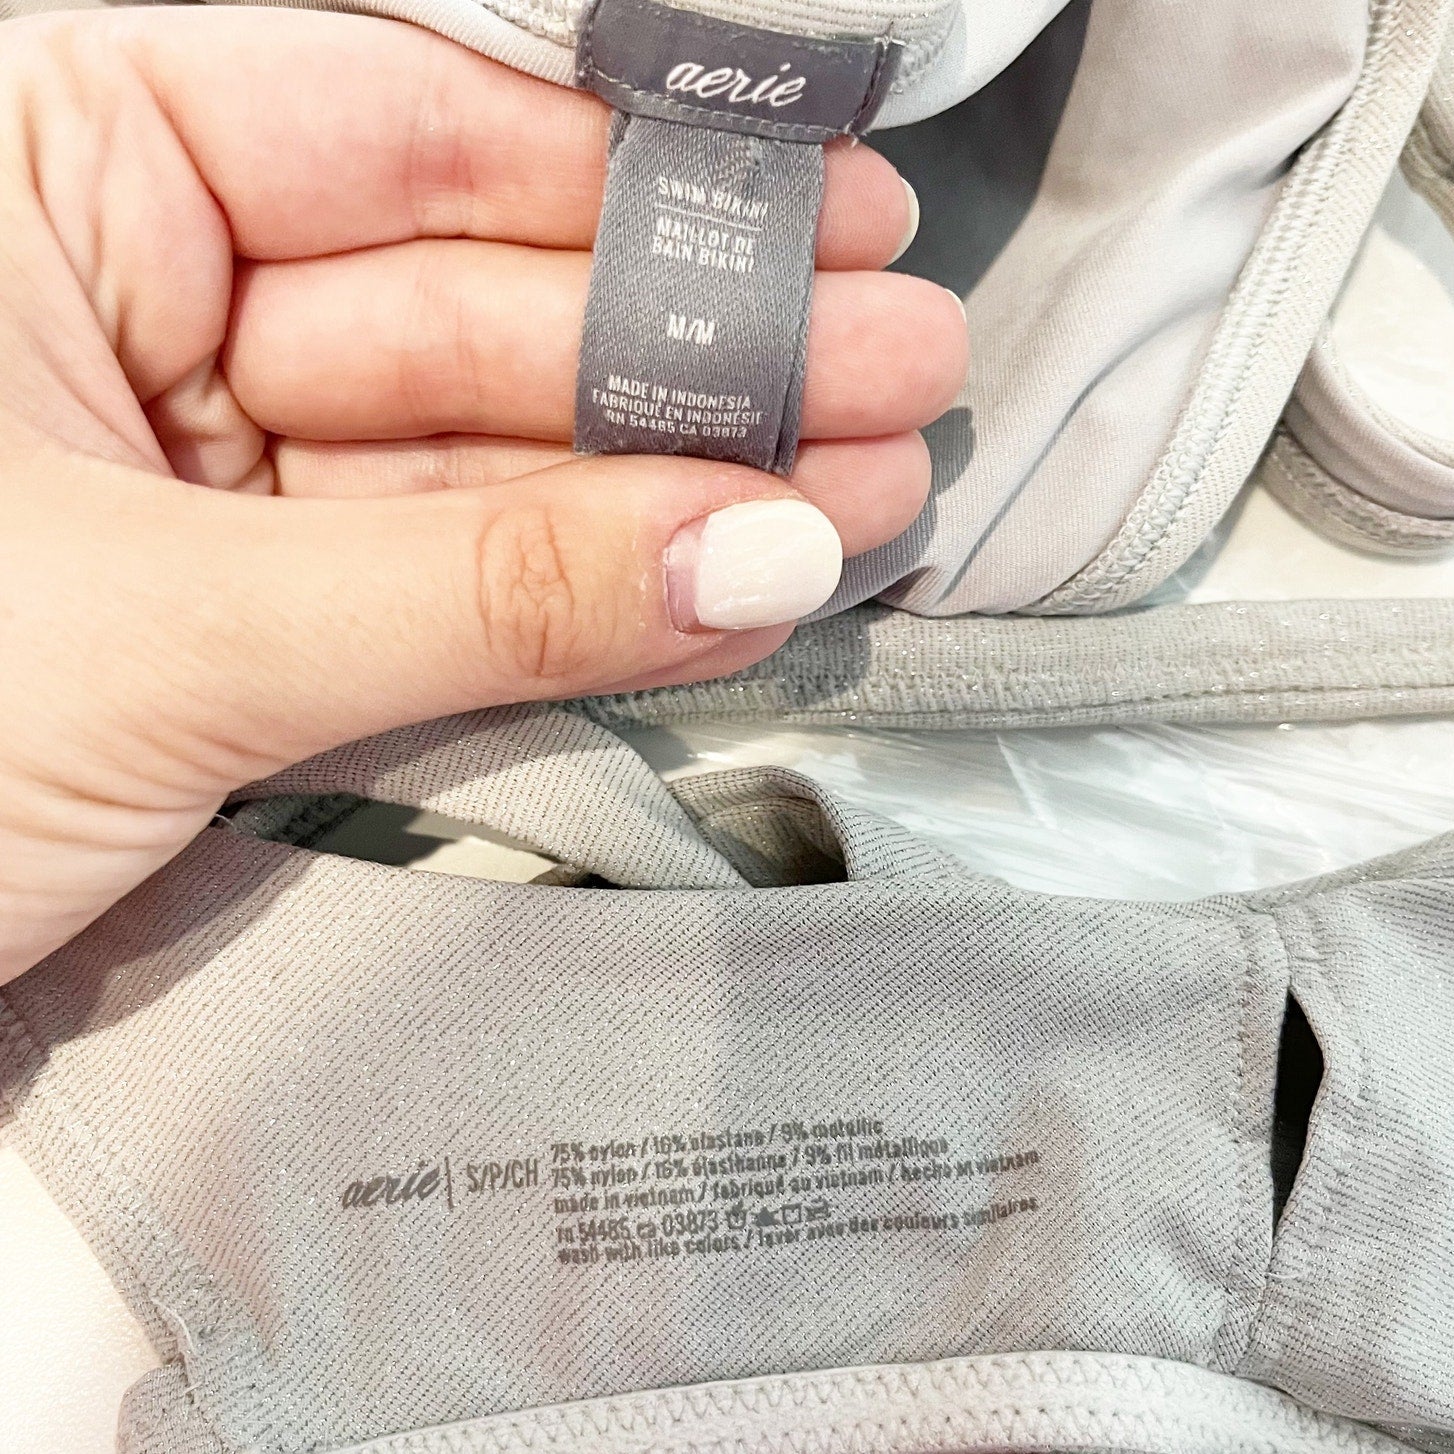 aerie
SWIM BIKINI
MAILLOT DE
BAIN BIKINI
M/M
MADE IN INDONESIA
FABRIQUÉ EN INDONÉSIE
RN 54485 CA 03873
aerie | S/P/CH
75% nylon / 16% elastane / 9% metallic
75% nylon / 16% élasthanne / 9% fil métallique
made in vietnam / fabriqué au vietnam / hecho en vietnam
rn 54485 ca 03873
wash with like colors / laver avec des couleurs similaires